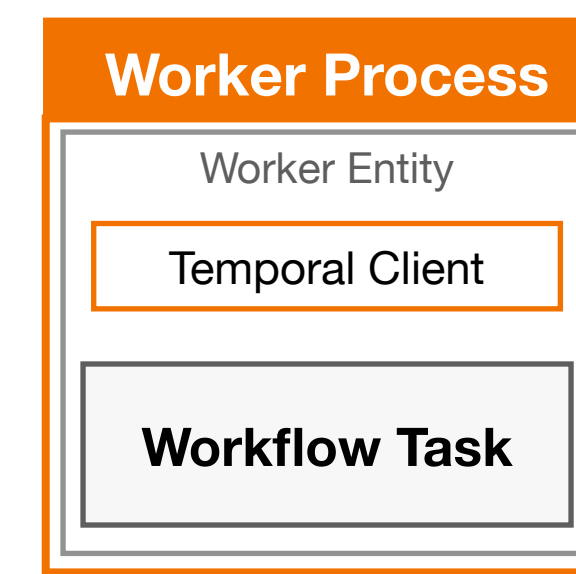 Worker Process
Worker Entity
Temporal Client
Workflow Task